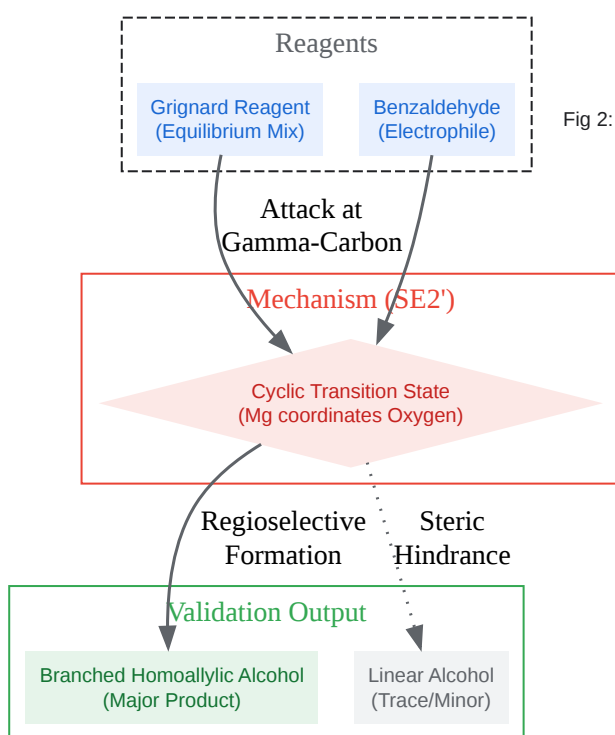 Reagents
Grignard Reagent
(Equilibrium Mix)
Benzaldehyde
(Electrophile)
Fig 2:
Attack at
Gamma-Carbon
Mechanism (SE2')
Cyclic Transition State
(Mg coordinates Oxygen)
Regioselective
Formation
Steric
Hindrance
Validation Output
Branched Homoallylic Alcohol
(Major Product)
Linear Alcohol
(Trace/Minor)